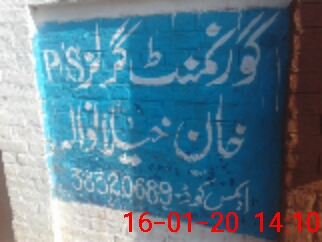 گورنمنٹ گرلز P/S
خان خیلانوالہ
ایمس کوڈ-38320689
16-01-20 14:10